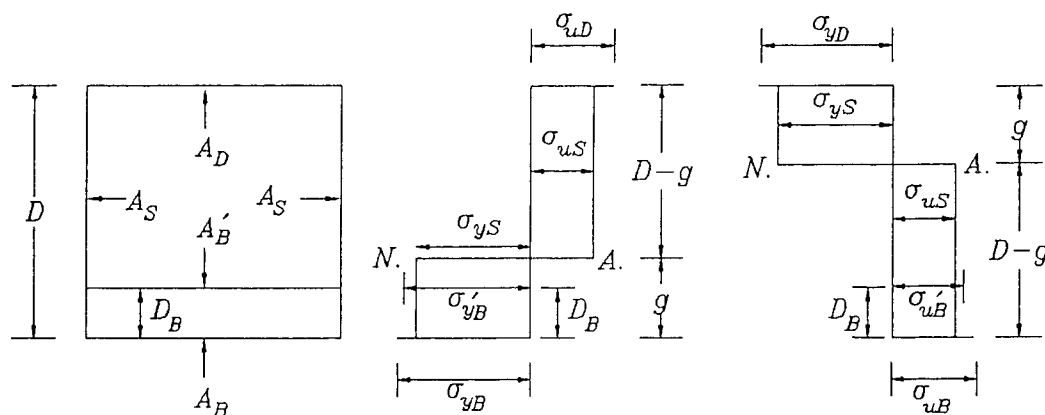 D
A_D
A_S
A_S
A'_B
D_B
A_B
σ_uD
σ_uS
D-g
σ_yS
N.
A.
σ'_yB
D_B
g
σ_yB
σ_yD
σ_yS
g
N.
A.
σ_uS
D-g
σ'_uB
D_B
σ_uB